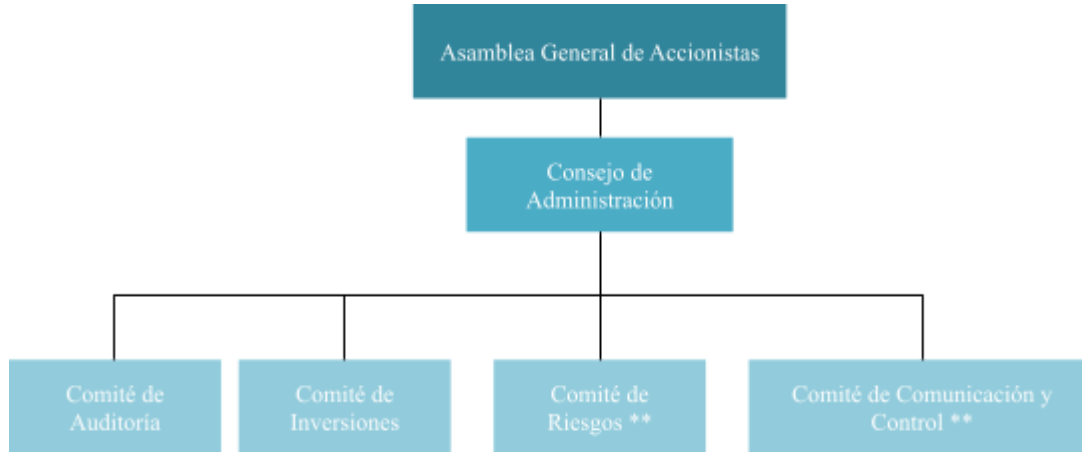 Asamblea General de Accionistas
Consejo de
Administración
Comité de
Auditoría
Comité de
Inversiones
Comité de
Riesgos **
Comité de Comunicación y
Control **